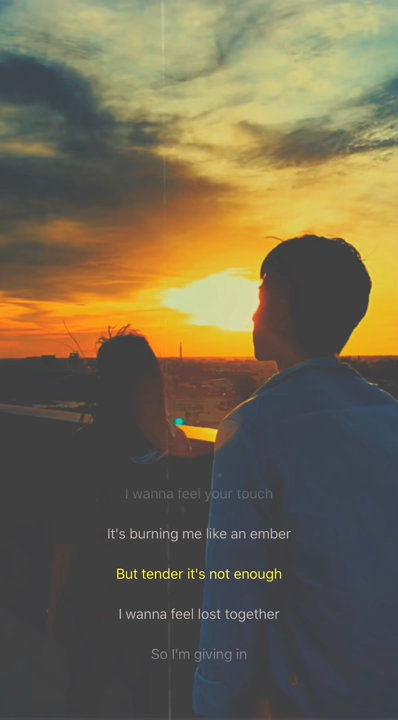 I wanna feel your touch
It's burning me like an ember
But tender it's not enough
I wanna feel lost together
So I'm giving in